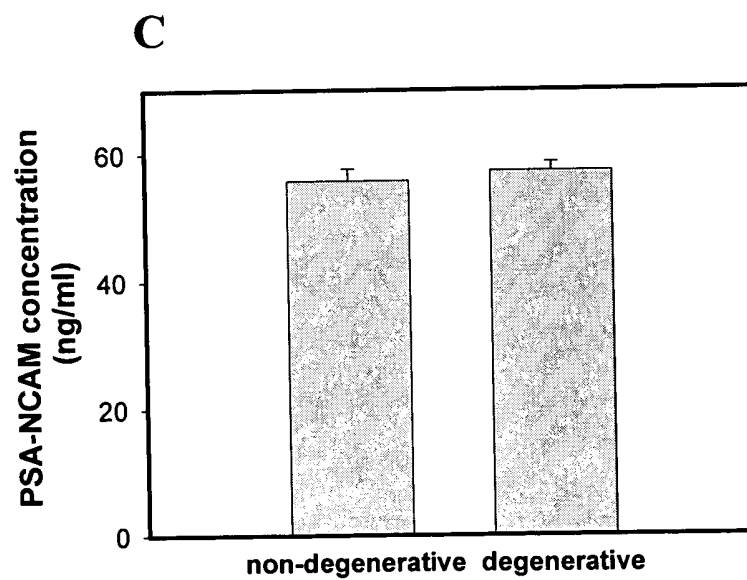 C
PSA-NCAM concentration
(ng/ml)
60
40
20
0
non-degenerative degenerative